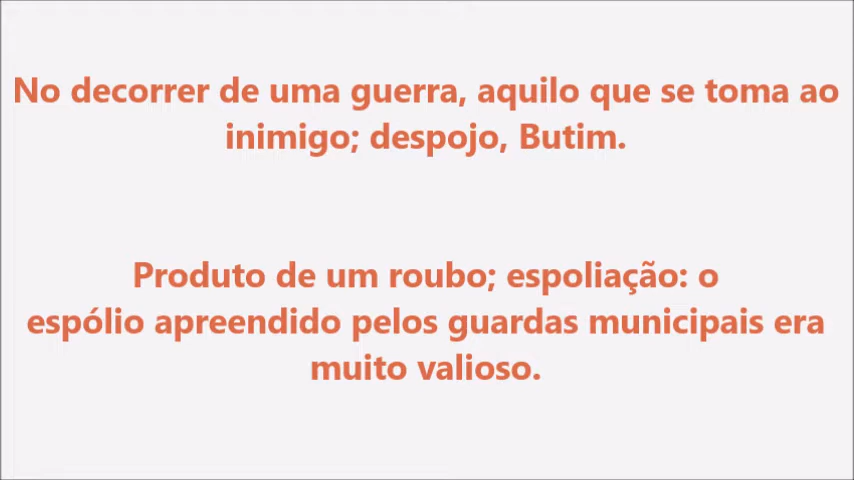 No decorrer de uma guerra, aquilo que se toma ao
inimigo; despojo, Butim.
Produto de um roubo; espoliação: o
espólio apreendido pelos guardas municipais era
muito valioso.